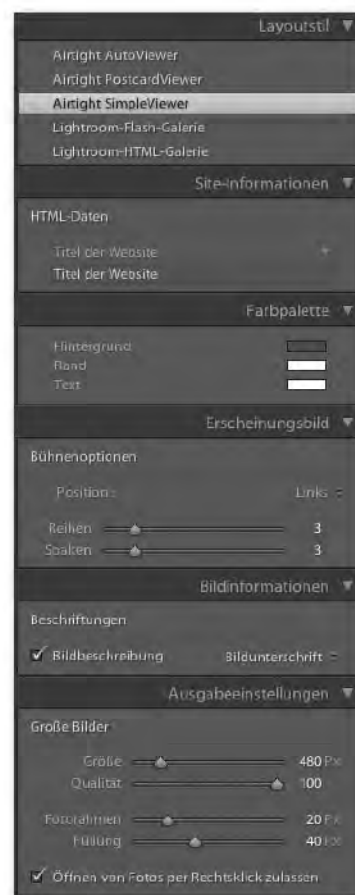 Layoutstil
Airtight AutoViewer
Airtight PostcardViewer
Airtight SimpleViewer
Lightroom-Flash-Galerie
Lightroom-HTML-Galerie
Site-Informationen
HTML-Daten
Titel der Website
Titel der Website
Farbpalette
Hintergrund
Rand
Text
Erscheinungsbild
Bühnenoptionen
Position: Links
Reihen 3
Spalten 3
Bildinformationen
Beschriftungen
Bildbeschreibung Bildunterschrift
Ausgabeeinstellungen
Große Bilder
Größe 480 Px
Qualität 100
Fotorahmen 20 Px
Füllung 40 Px
Öffnen von Fotos per Rechtsklick zulassen